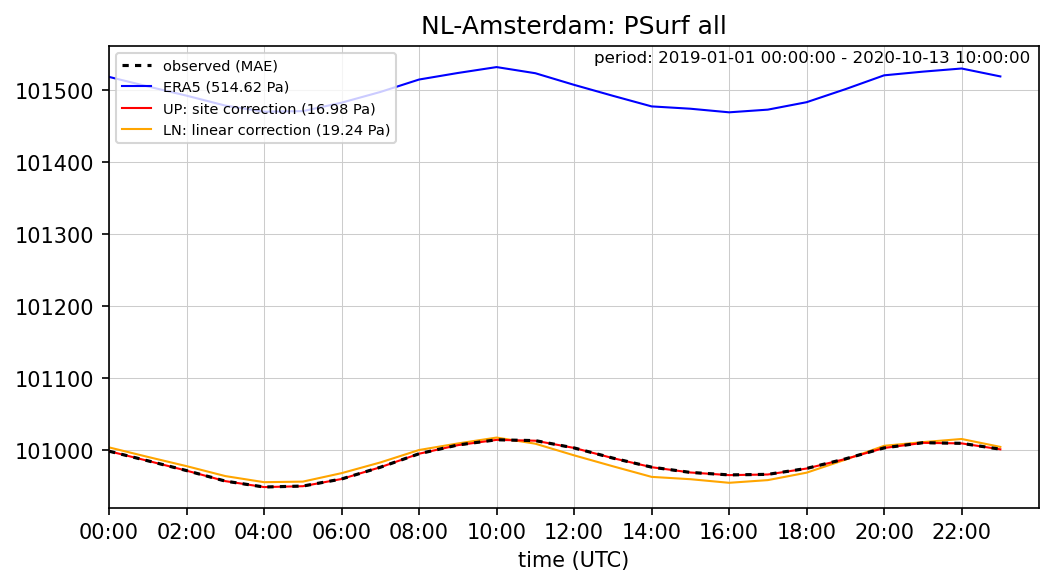 NL-Amsterdam: PSurf all
period: 2019-01-01 00:00:00 - 2020-10-13 10:00:00
observed (MAE)
ERA5 (514.62 Pa)
UP: site correction (16.98 Pa)
LN: linear correction (19.24 Pa)
101500
101400
101300
101200
101100
101000
00:00 02:00 04:00 06:00 08:00 10:00 12:00 14:00 16:00 18:00 20:00 22:00
time (UTC)